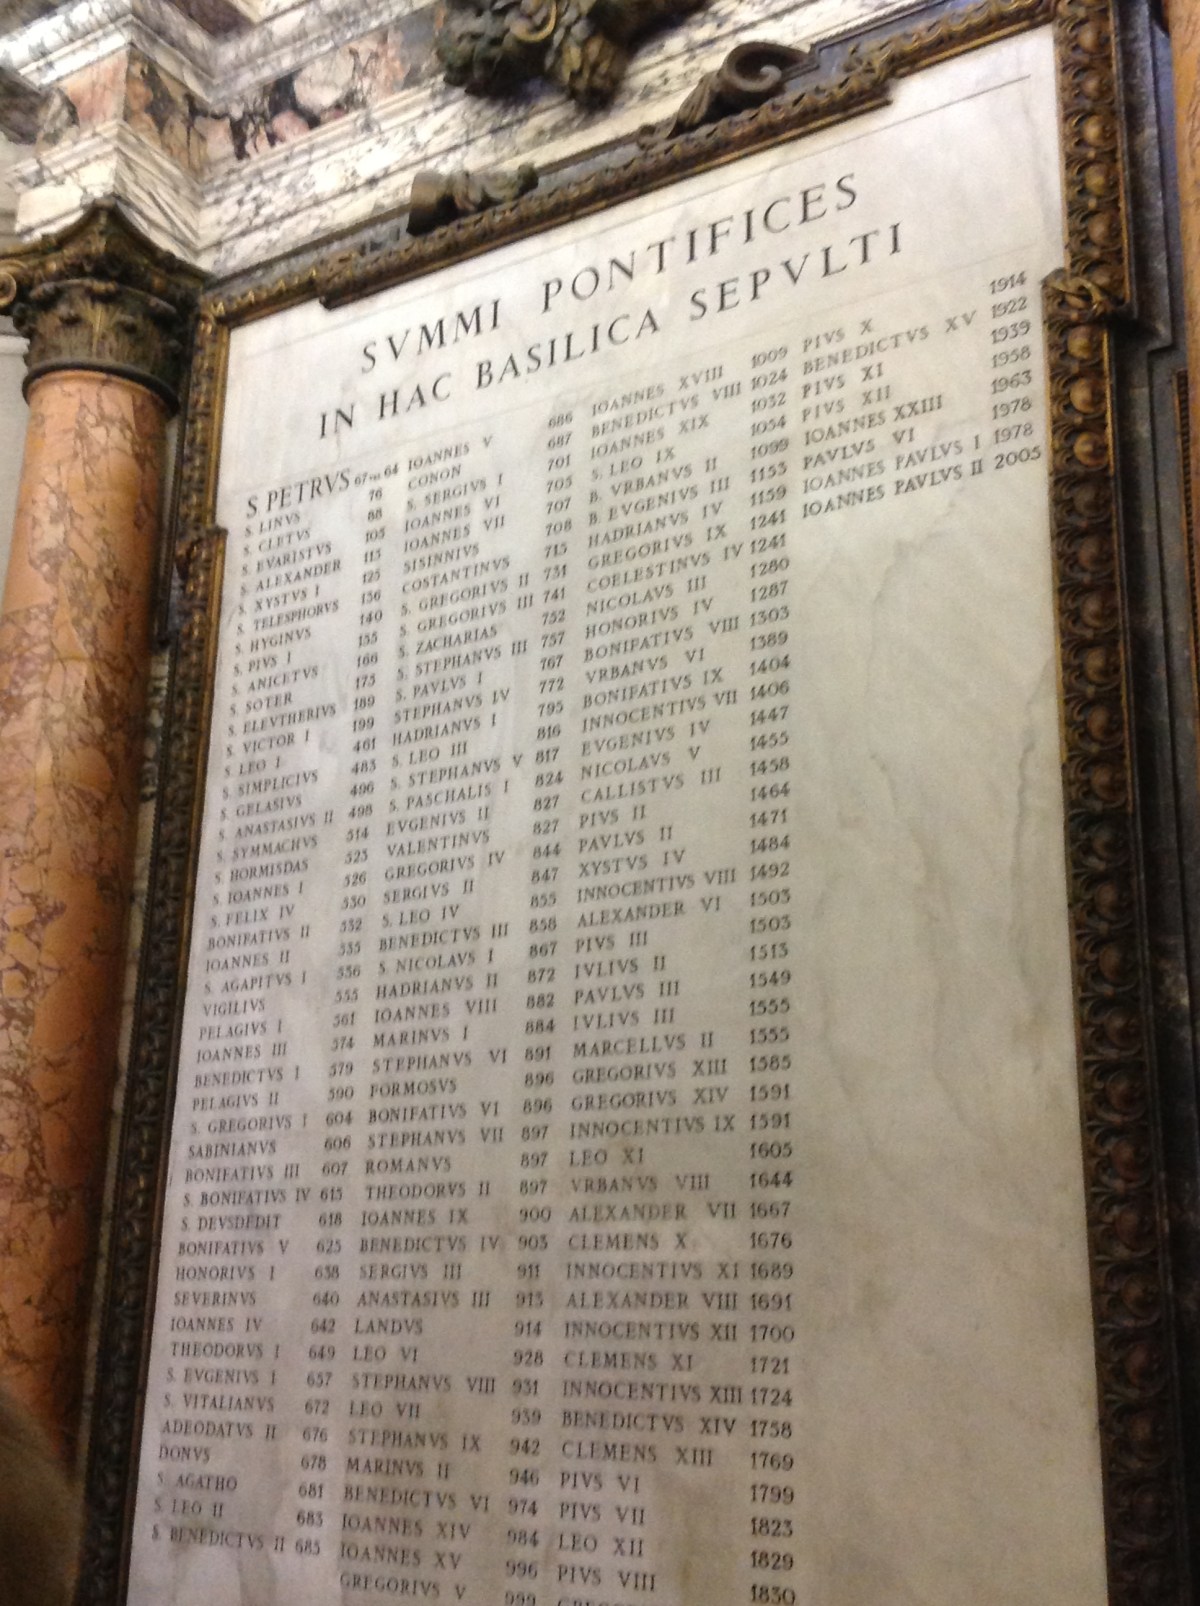 SVMMI PONTIFICES
IN HAC BASILICA SEPVLTI
S PETRVS 67 vel 64
S. LINVS 76
S. CLETVS 88
S. EVARISTVS 105
S. ALEXANDER 115
S. XYSTVS I 125
S. TELESPHORVS 136
S. HYGINVS 140
S. PIVS I 155
S. ANICETVS 166
S. SOTER 175
S. ELEVTHERIVS 189
S. VICTOR I 199
S. LEO I 461
S. SIMPLICIVS 483
S. GELASIVS 496
S. ANASTASIVS II 498
S. SYMMACHVS 514
S. HORMISDAS 523
S. IOANNES I 526
S. FELIX IV 530
BONIFATIVS II 532
IOANNES II 535
S. AGAPITVS I 536
VIGILIVS 555
PELAGIVS I 561
IOANNES III 574
BENEDICTVS I 579
PELAGIVS II 590
S. GREGORIVS I 604
SABINIANVS 606
BONIFATIVS III 607
S. BONIFATIVS IV 615
S. DEVSDEDIT 618
BONIFATIVS V 625
HONORIVS I 638
SEVERINVS 640
IOANNES IV 642
THEODORVS I 649
S. EVGENIVS I 657
S. VITALIANVS 672
ADEODATVS II 676
DONVS 678
S. AGATHO 681
S. LEO II 683
S. BENEDICTVS II 685
IOANNES V 686
CONON 687
S. SERGIVS I 701
IOANNES VI 705
IOANNES VII 707
SISINNIVS 708
COSTANTINVS 715
S. GREGORIVS II 731
S. GREGORIVS III 741
S. ZACHARIAS 752
S. STEPHANVS III 757
S. PAVLVS I 767
STEPHANVS IV 772
HADRIANVS I 795
S. LEO III 816
S. STEPHANVS V 817
S. PASCHALIS I 824
EVGENIVS II 827
VALENTINVS 827
GREGORIVS IV 844
SERGIVS II 847
S. LEO IV 855
BENEDICTVS III 858
S. NICOLAVS I 867
HADRIANVS II 872
IOANNES VIII 882
MARINVS I 884
STEPHANVS VI 891
FORMOSVS 896
BONIFATIVS VI 896
STEPHANVS VII 897
ROMANVS 897
THEODORVS II 897
IOANNES IX 900
BENEDICTVS IV 903
SERGIVS III 911
ANASTASIVS III 913
LANDVS 914
LEO VI 928
STEPHANVS VIII 931
LEO VII 939
STEPHANVS IX 942
MARINVS II 946
BENEDICTVS VI 974
IOANNES XIV 984
IOANNES XV 996
GREGORIVS V 999
IOANNES XVIII 1009
BENEDICTVS VIII 1024
IOANNES XIX 1032
S. LEO IX 1054
B. VRBANVS II 1099
B. EVGENIVS III 1153
HADRIANVS IV 1159
GREGORIVS IX 1241
COELESTINVS IV 1241
NICOLAVS III 1280
HONORIVS IV 1287
BONIFATIVS VIII 1303
VRBANVS VI 1389
BONIFATIVS IX 1404
INNOCENTIVS VII 1406
EVGENIVS IV 1447
NICOLAVS V 1455
CALLISTVS III 1458
PIVS II 1464
PAVLVS II 1471
XYSTVS IV 1484
INNOCENTIVS VIII 1492
ALEXANDER VI 1503
PIVS III 1503
IVLIVS II 1513
PAVLVS III 1549
IVLIVS III 1555
MARCELLVS II 1555
GREGORIVS XIII 1585
GREGORIVS XIV 1591
INNOCENTIVS IX 1591
LEO XI 1605
VRBANVS VIII 1644
ALEXANDER VII 1667
CLEMENS X 1676
INNOCENTIVS XI 1689
ALEXANDER VIII 1691
INNOCENTIVS XII 1700
CLEMENS XI 1721
INNOCENTIVS XIII 1724
BENEDICTVS XIV 1758
CLEMENS XIII 1769
PIVS VI 1799
PIVS VII 1823
LEO XII 1829
PIVS VIII 1830
PIVS X 1914
BENEDICTVS XV 1922
PIVS XI 1939
PIVS XII 1958
IOANNES XXIII 1963
PAVLVS VI 1978
IOANNES PAVLVS I 1978
IOANNES PAVLVS II 2005